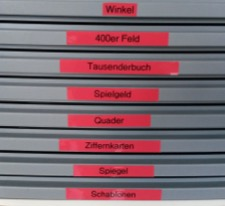 Winkel
400er Feld
Tausenderbuch
Spielgeld
Quader
Ziffernkarten
Spiegel
Schablonen